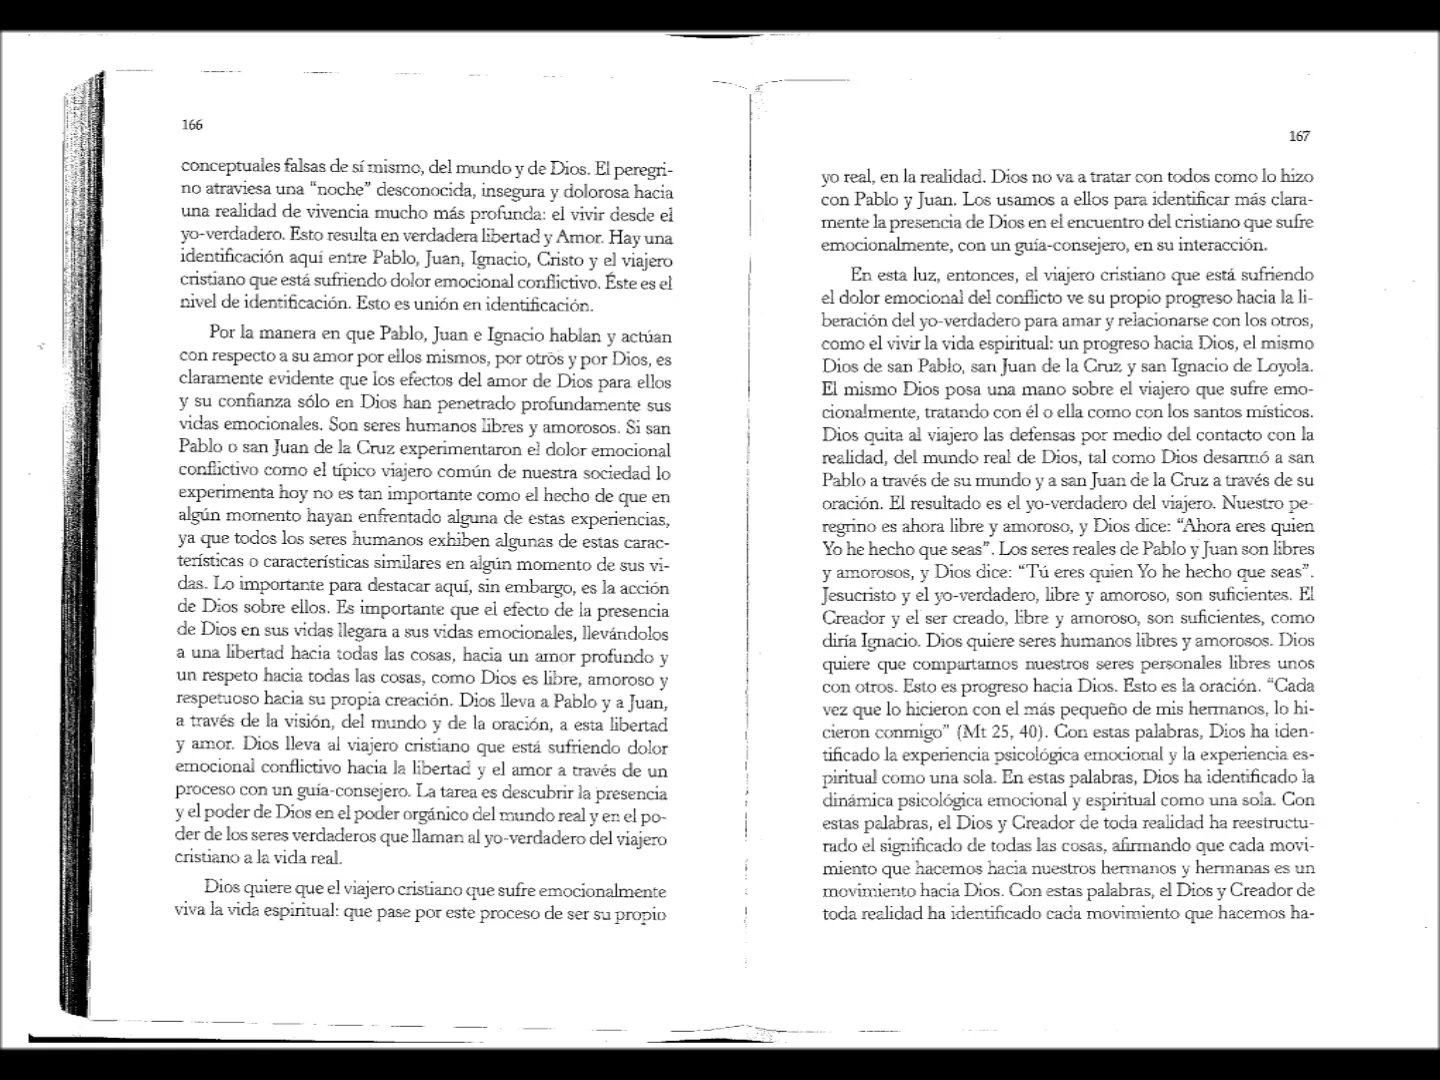 166
conceptuales falsas de sí mismo, del mundo y de Dios. El peregri-
no atraviesa una “noche” desconocida, insegura y dolorosa hacia
una realidad de vivencia mucho más profunda: el vivir desde el
yo-verdadero. Esto resulta en verdadera libertad y Amor. Hay una
identificación aquí entre Pablo, Juan, Ignacio, Cristo y el viajero
cristiano que está sufriendo dolor emocional conflictivo. Éste es el
nivel de identificación. Esto es unión en identificación.
Por la manera en que Pablo, Juan e Ignacio hablan y actúan
con respecto a su amor por ellos mismos, por otros y por Dios, es
claramente evidente que los efectos del amor de Dios para ellos
y su confianza sólo en Dios han penetrado profundamente sus
vidas emocionales. Son seres humanos libres y amorosos. Si san
Pablo o san Juan de la Cruz experimentaron el dolor emocional
conflictivo como el típico viajero común de nuestra sociedad lo
experimenta hoy no es tan importante como el hecho de que en
algún momento hayan enfrentado alguna de estas experiencias,
ya que todos los seres humanos exhiben algunas de estas carac-
terísticas o características similares en algún momento de sus vi-
das. Lo importante para destacar aquí, sin embargo, es la acción
de Dios sobre ellos. Es importante que el efecto de la presencia
de Dios en sus vidas llegara a sus vidas emocionales, llevándolos
a una libertad hacia todas las cosas, hacia un amor profundo y
un respeto hacia todas las cosas, como Dios es libre, amoroso y
respetuoso hacia su propia creación. Dios lleva a Pablo y a Juan,
a través de la visión, del mundo y de la oración, a esta libertad
y amor. Dios lleva al viajero cristiano que está sufriendo dolor
emocional conflictivo hacia la libertad y el amor a través de un
proceso con un guía-consejero. La tarea es descubrir la presencia
y el poder de Dios en el poder orgánico del mundo real y en el po-
der de los seres verdaderos que llaman al yo-verdadero del viajero
cristiano a la vida real.
Dios quiere que el viajero cristiano que sufre emocionalmente
viva la vida espiritual: que pase por este proceso de ser su propio
167
yo real, en la realidad. Dios no va a tratar con todos como lo hizo
con Pablo y Juan. Los usamos a ellos para identificar más clara-
mente la presencia de Dios en el encuentro del cristiano que sufre
emocionalmente, con un guía-consejero, en su interacción.
En esta luz, entonces, el viajero cristiano que está sufriendo
el dolor emocional del conflicto ve su propio progreso hacia la li-
beración del yo-verdadero para amar y relacionarse con los otros,
como el vivir la vida espiritual: un progreso hacia Dios, el mismo
Dios de san Pablo, san Juan de la Cruz y san Ignacio de Loyola.
El mismo Dios posa una mano sobre el viajero que sufre emo-
cionalmente, tratando con él o ella como con los santos místicos.
Dios quita al viajero las defensas por medio del contacto con la
realidad, del mundo real de Dios, tal como Dios desarmó a san
Pablo a través de su mundo y a san Juan de la Cruz a través de su
oración. El resultado es el yo-verdadero del viajero. Nuestro pe-
regrino es ahora libre y amoroso, y Dios dice: “Ahora eres quien
Yo he hecho que seas”. Los seres reales de Pablo y Juan son libres
y amorosos, y Dios dice: “Tú eres quien Yo he hecho que seas”.
Jesucristo y el yo-verdadero, libre y amoroso, son suficientes. El
Creador y el ser creado, libre y amoroso, son suficientes, como
diría Ignacio. Dios quiere seres humanos libres y amorosos. Dios
quiere que compartamos nuestros seres personales libres unos
con otros. Esto es progreso hacia Dios. Esto es la oración. “Cada
vez que lo hicieron con el más pequeño de mis hermanos, lo hi-
cieron conmigo” (Mt 25, 40). Con estas palabras, Dios ha iden-
tificado la experiencia psicológica emocional y la experiencia es-
piritual como una sola. En estas palabras, Dios ha identificado la
dinámica psicológica emocional y espiritual como una sola. Con
estas palabras, el Dios y Creador de toda realidad ha reestructu-
rado el significado de todas las cosas, afirmando que cada movi-
miento que hacemos hacia nuestros hermanos y hermanas es un
movimiento hacia Dios. Con estas palabras, el Dios y Creador de
toda realidad ha identificado cada movimiento que hacemos ha-